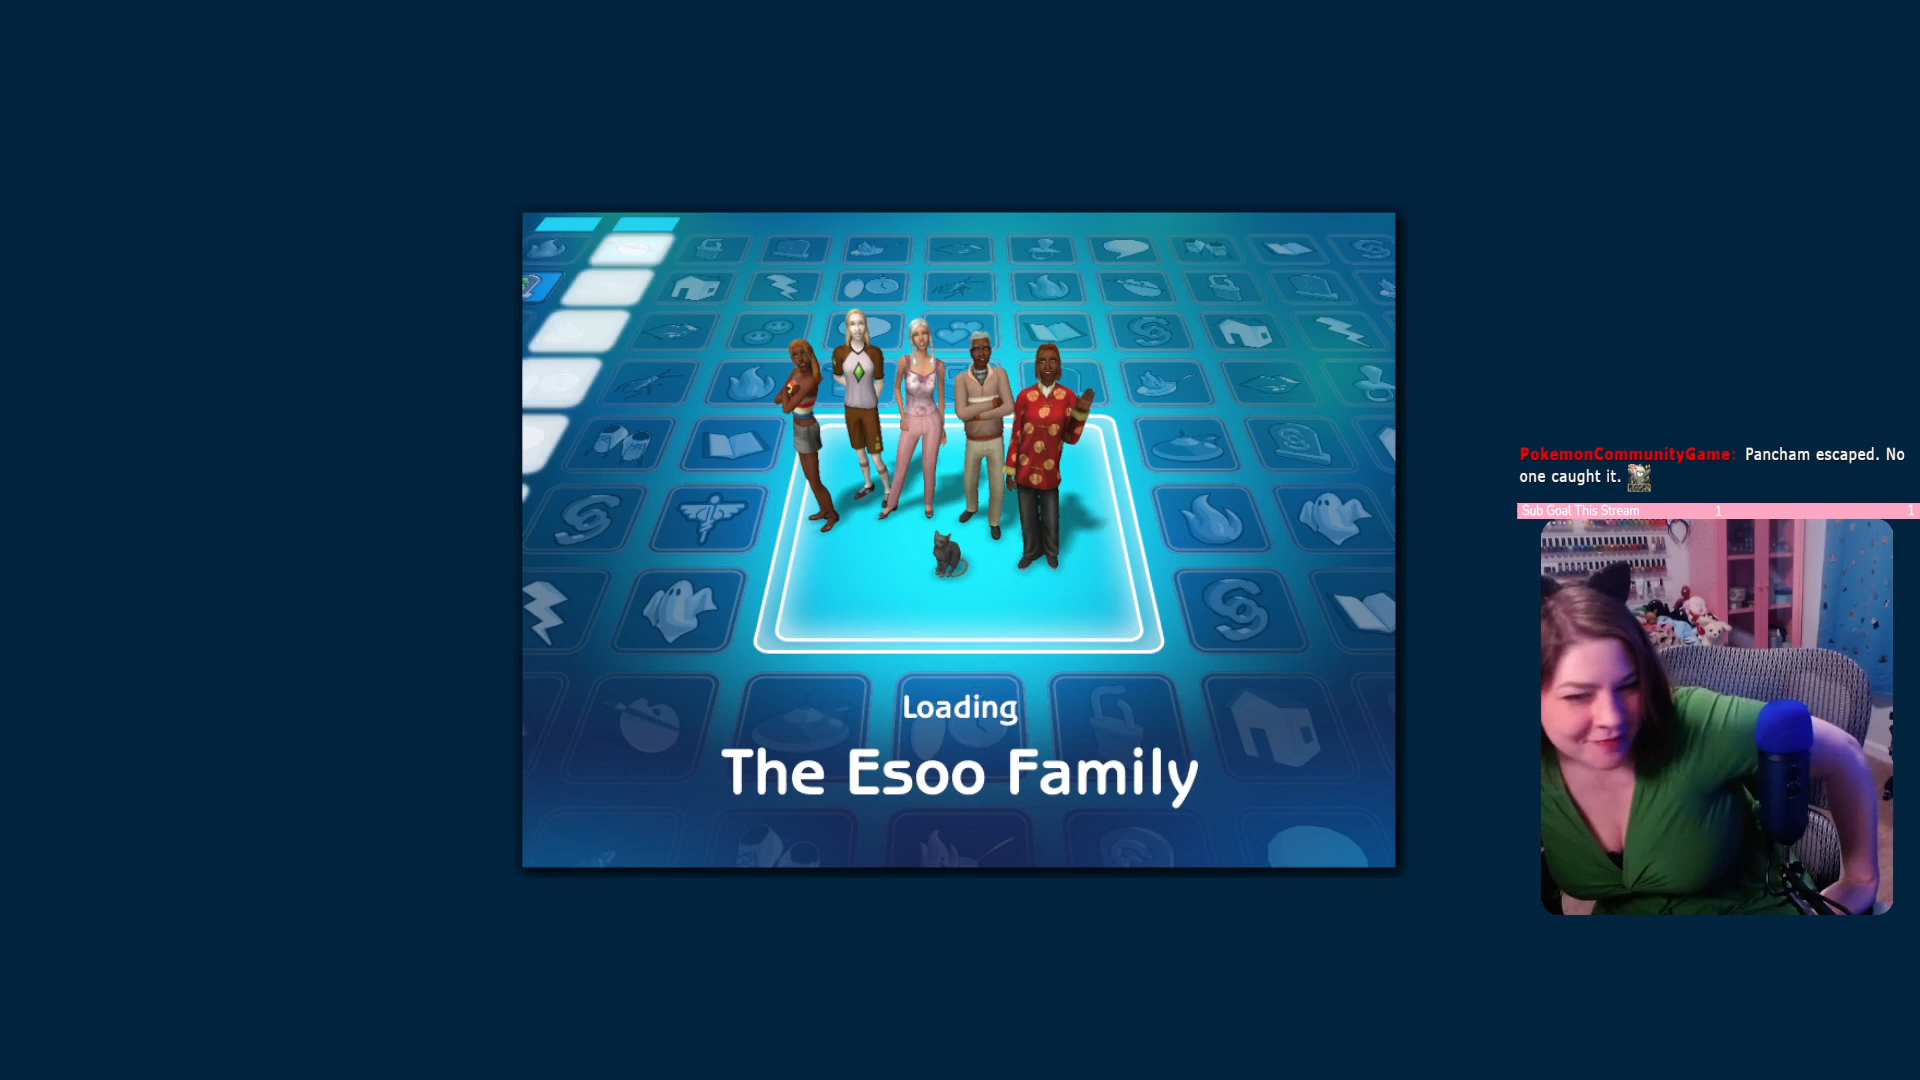 Loading
The Esoo Family
PokemonCommunityGame: Pancham escaped. No
one caught it.
Sub Goal This Stream 1 1